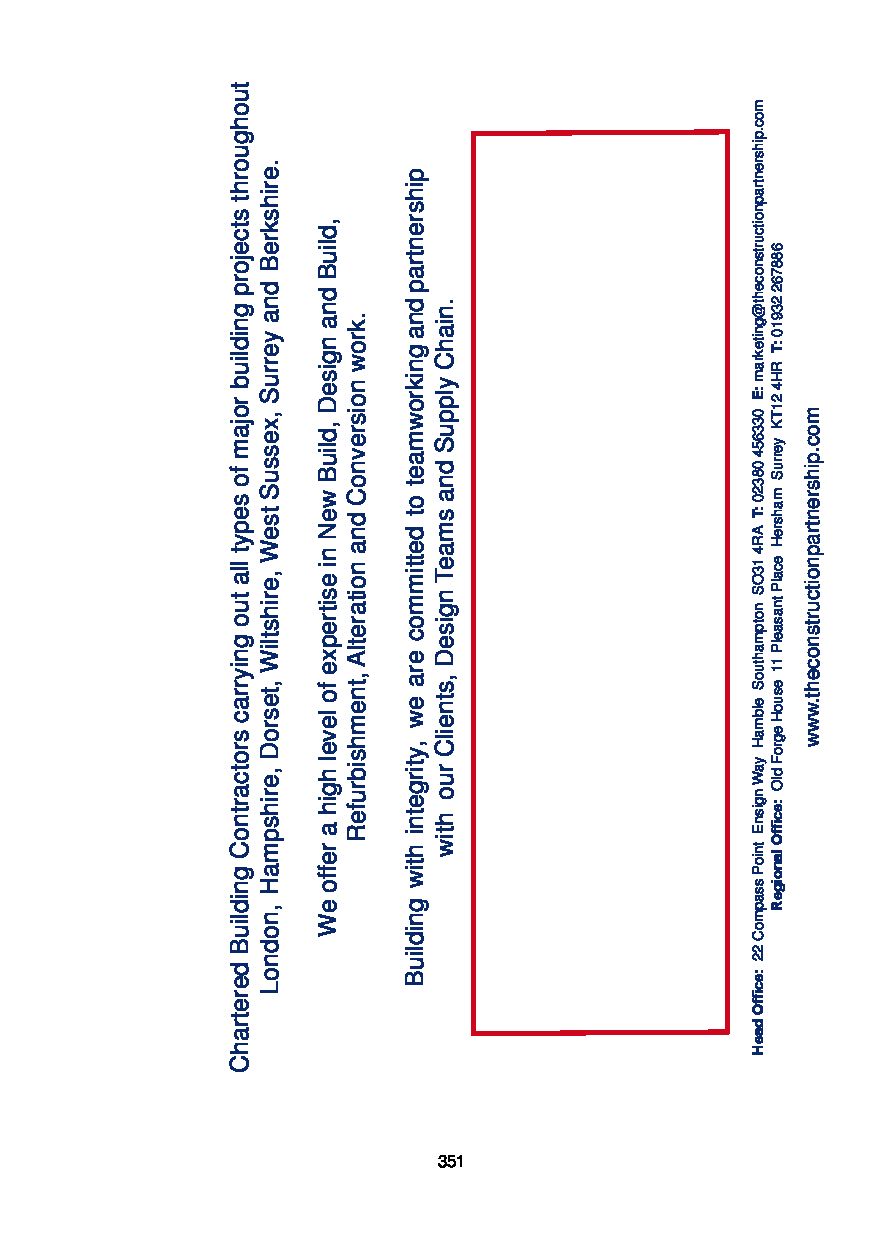 Chartered Building Contractors carrying out all types of major building projects throughout
London, Hampshire, Dorset, Wiltshire, West Sussex, Surrey and Berkshire.
We offer a high level of expertise in New Build, Design and Build,
Refurbishment, Alteration and Conversion work.
Building with integrity, we are committed to teamworking and partnership
with our Clients, Design Teams and Supply Chain.
Head Office: 22 Compass Point Ensign Way Hamble Southampton SO31 4RA T: 02380 456330 E: marketing@theconstructionpartnership.com
Regional Office: Old Forge House 11 Pleasant Place Hersham Surrey KT12 4HR T: 01932 267886
www.theconstructionpartnership.com
351